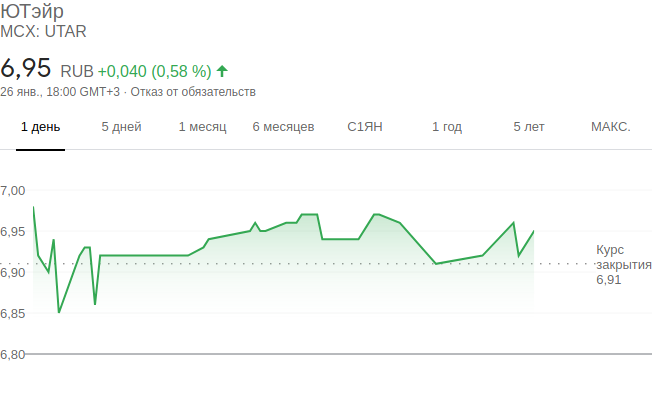 ЮТэйр
MCX: UTAR
6,95 RUB +0,040 (0,58 %)
26 янв., 18:00 GMT+3 · Отказ от обязательств
1 день 5 дней 1 месяц 6 месяцев С1ЯН 1 год 5 лет МАКС.
7,00
6,95
6,90
6,85
6,80
Курс
закрытия
6,91